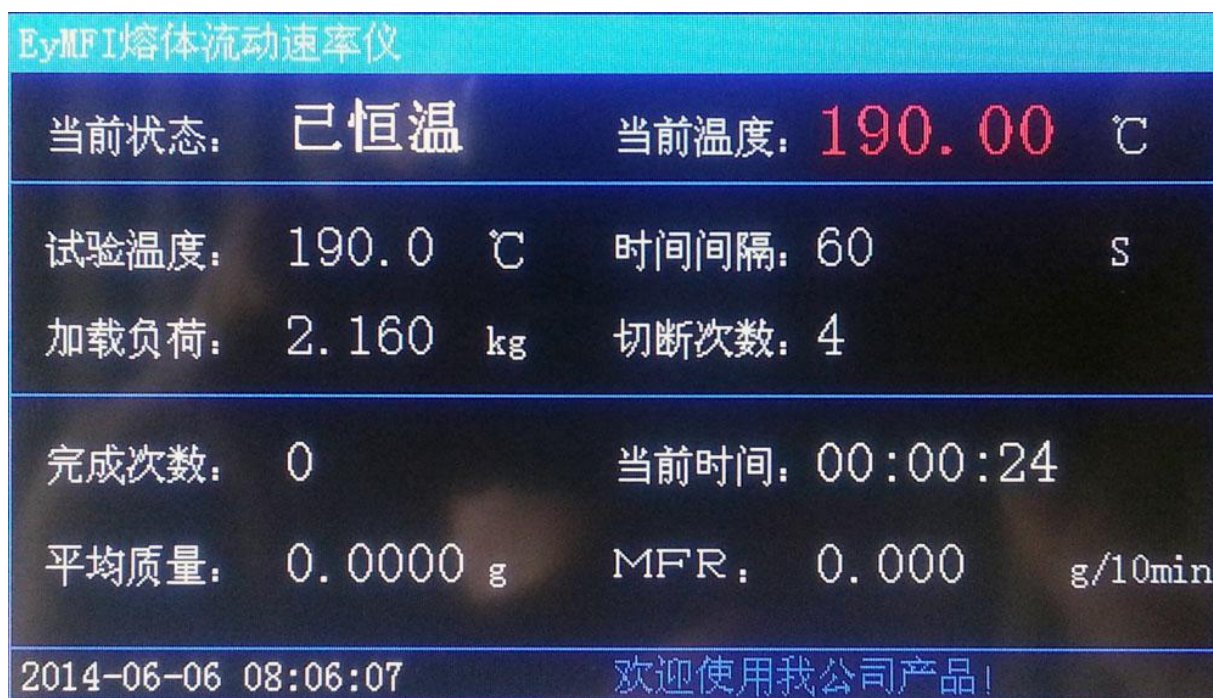 EyMFI熔体流动速率仪
当前状态: 已恒温 当前温度: 190.00 ℃
试验温度: 190.0 ℃ 时间间隔: 60 S
加载负荷: 2.160 kg 切断次数: 4
完成次数: 0 当前时间: 00:00:24
平均质量: 0.0000 g MFR: 0.000 g/10min
2014-06-06 08:06:07 欢迎使用我公司产品!